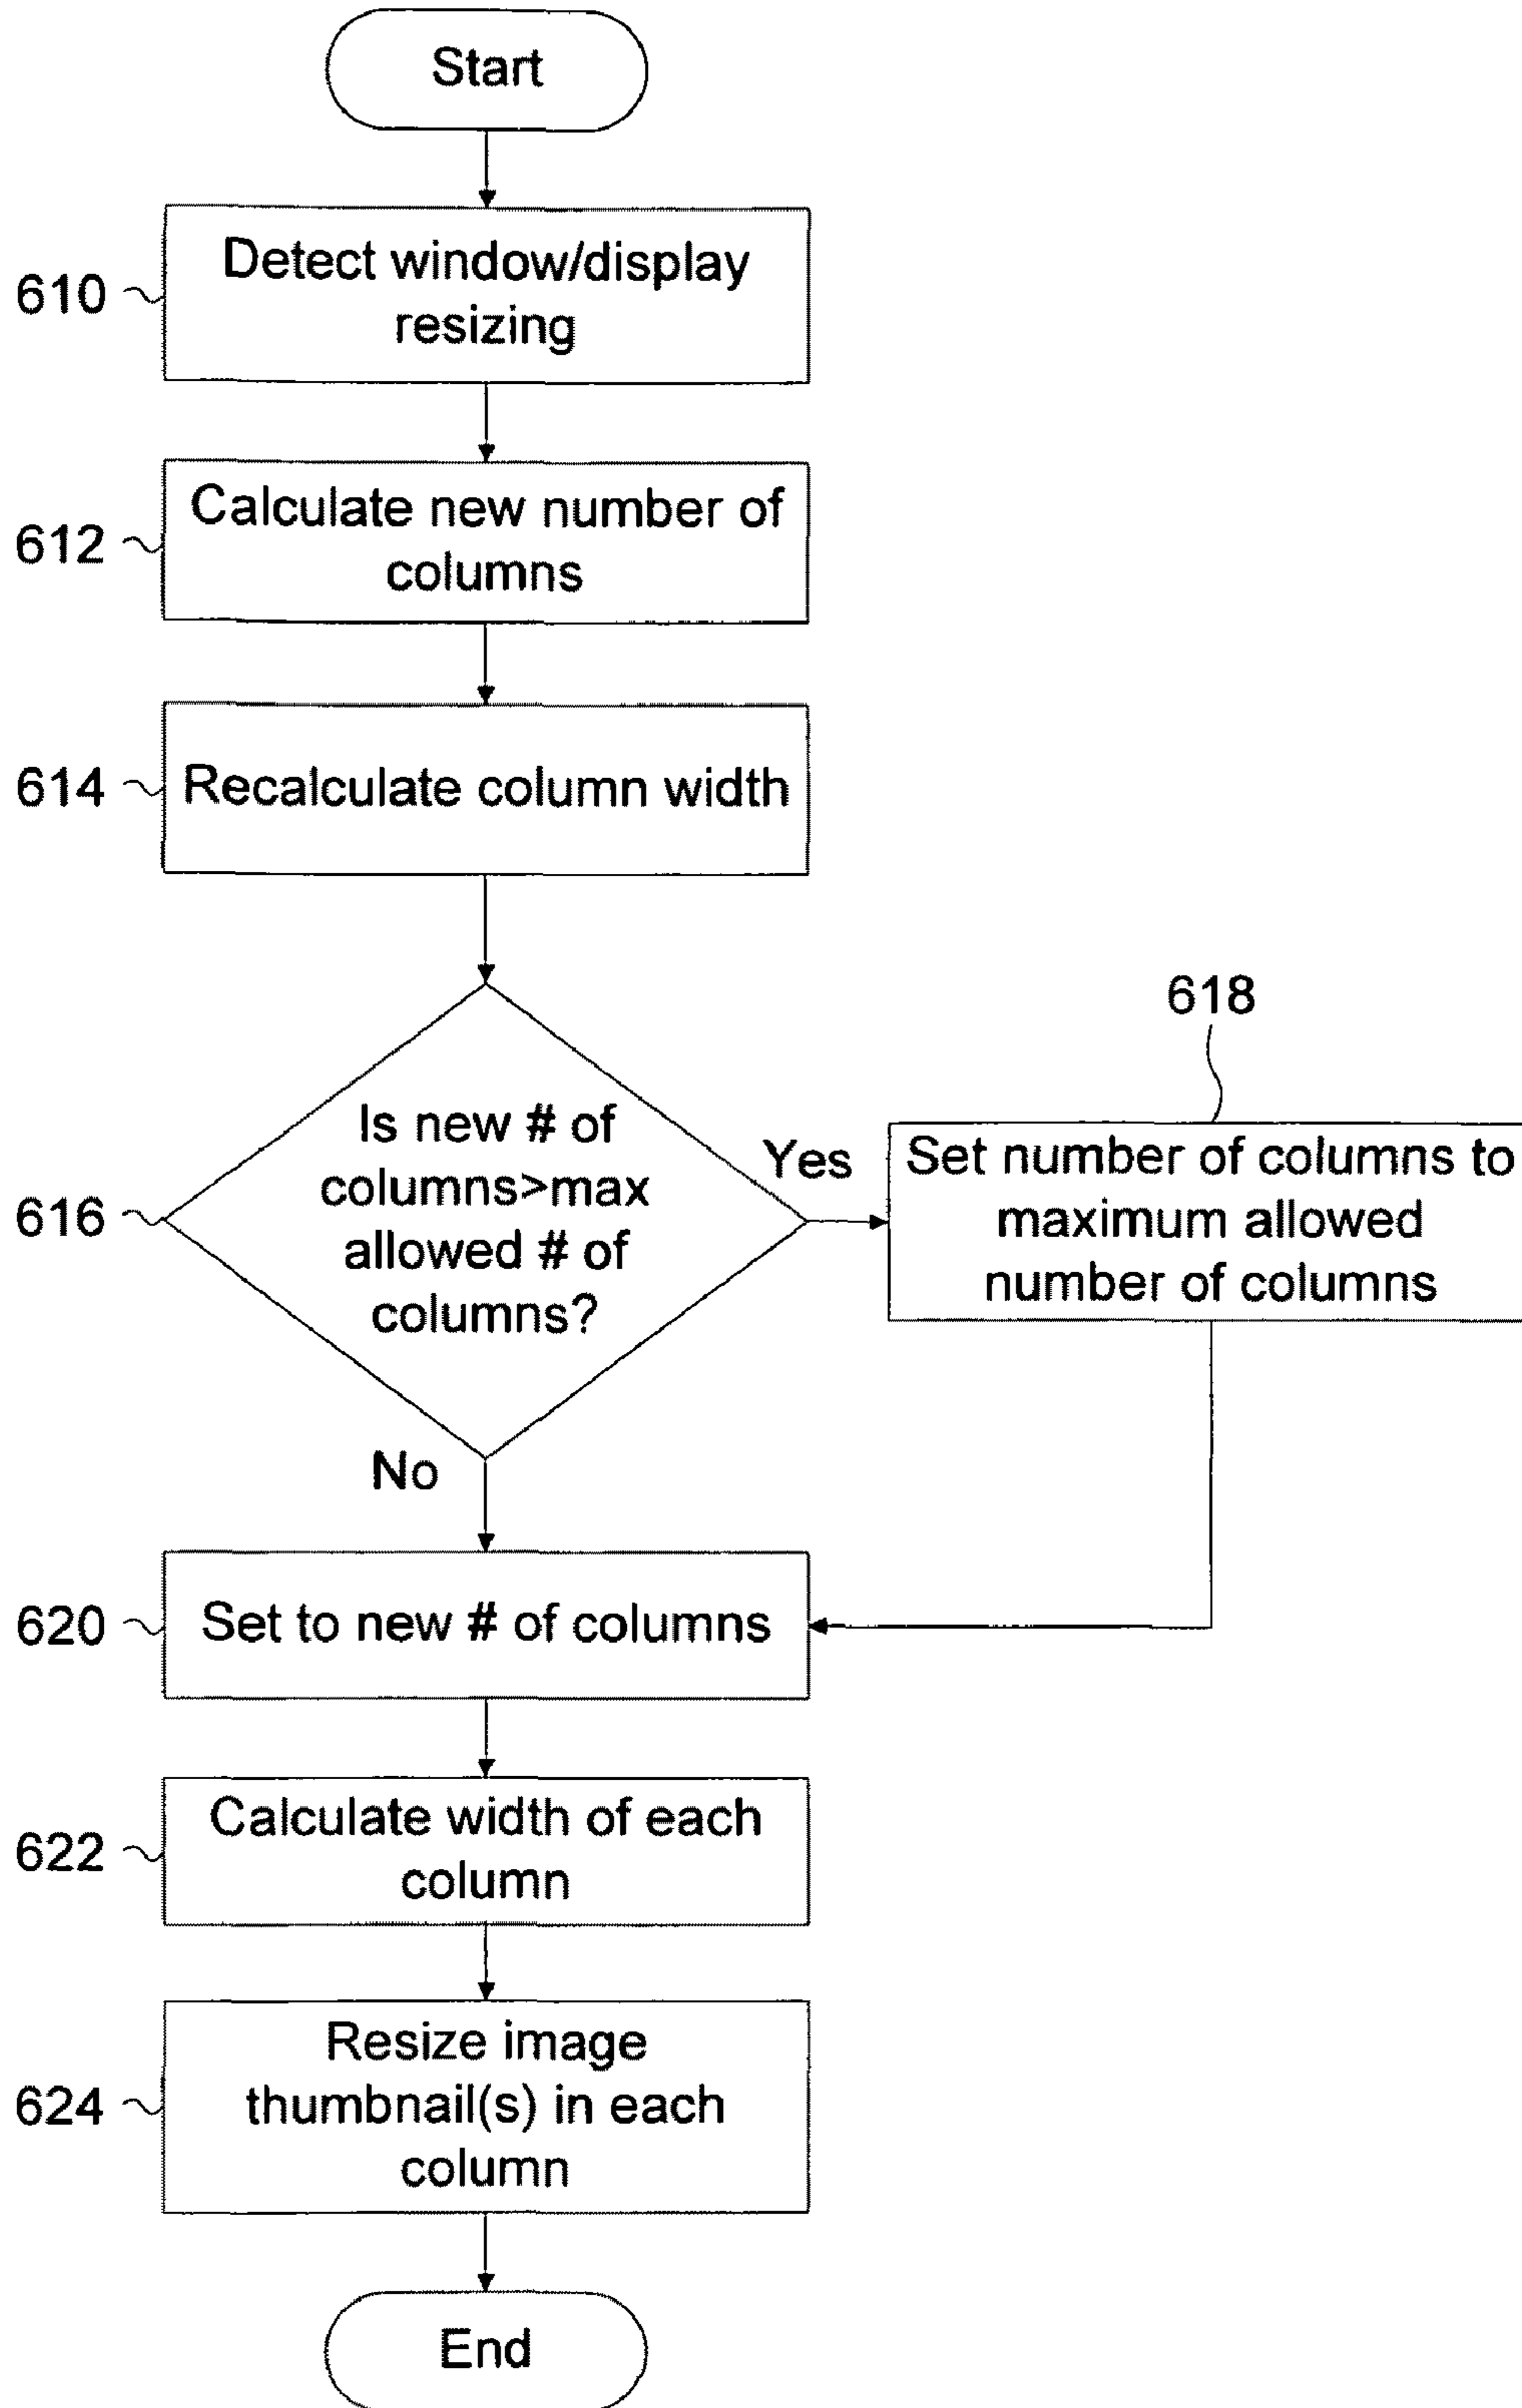 Start
610
Detect window/display
resizing
612
Calculate new number of
columns
614
Recalculate column width
616
Is new # of
columns>max
allowed # of
columns?
Yes
618
Set number of columns to
maximum allowed
number of columns
No
620
Set to new # of columns
622
Calculate width of each
column
624
Resize image
thumbnail(s) in each
column
End